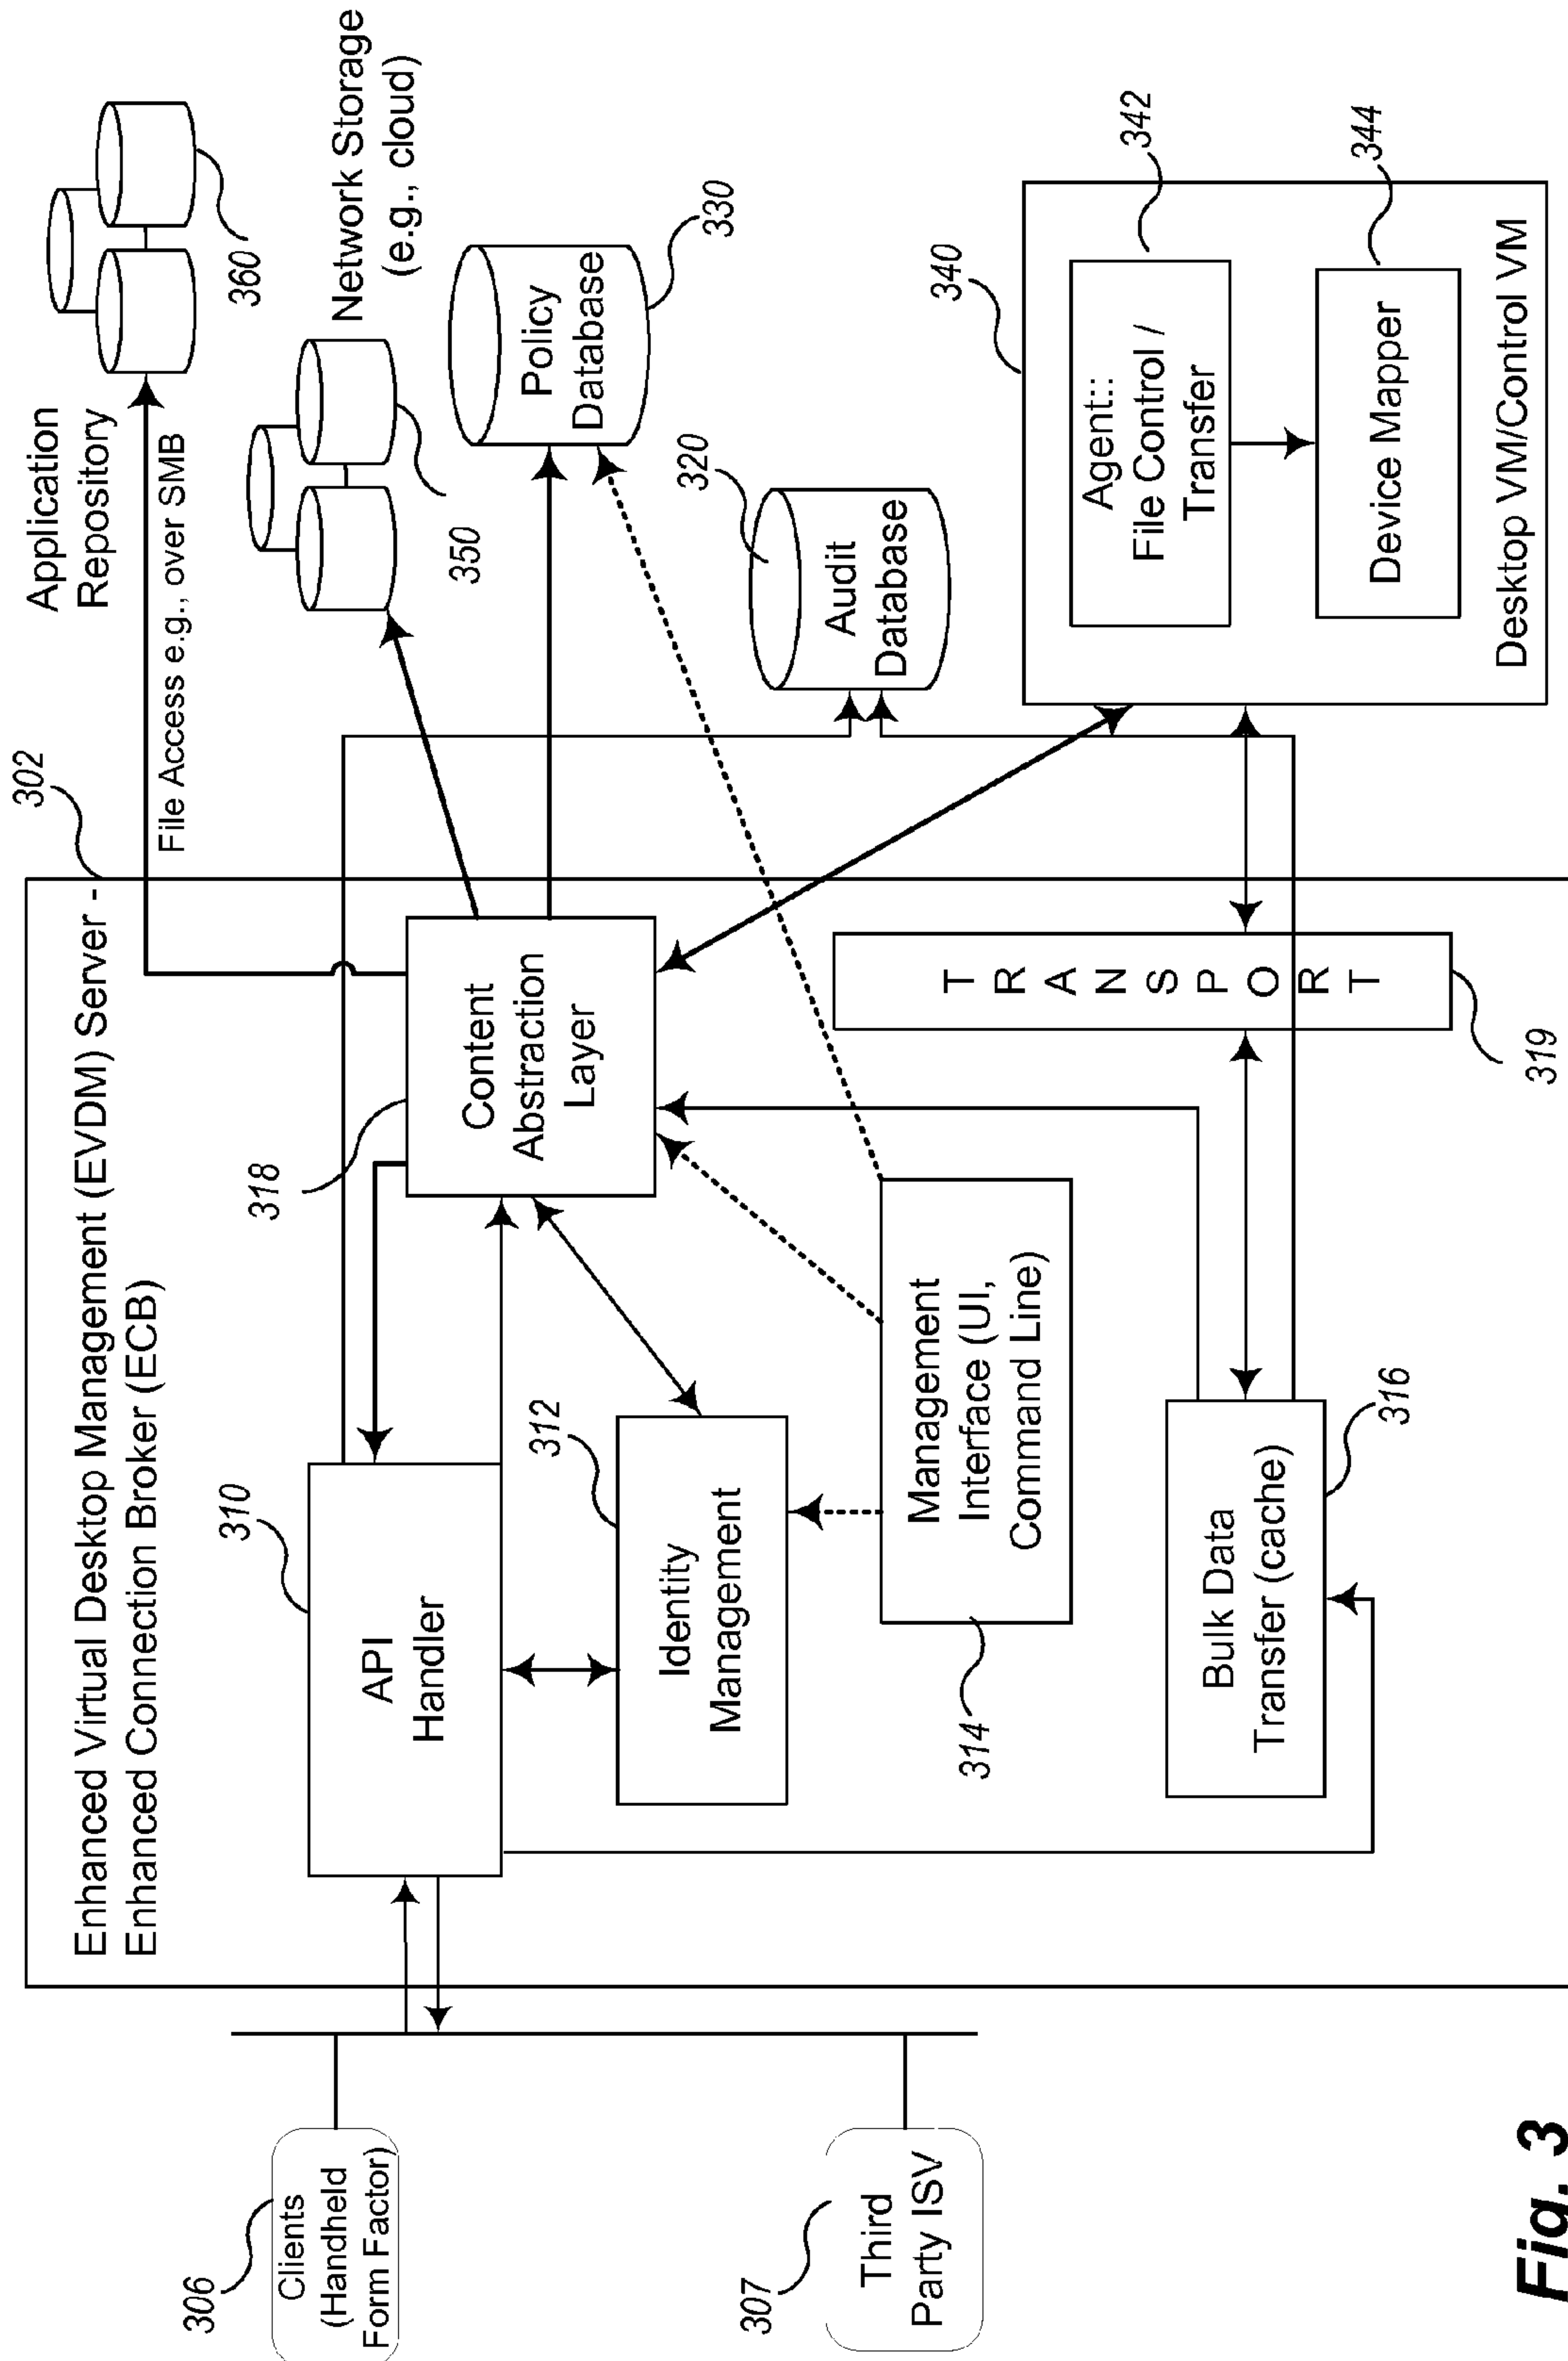 Enhanced Virtual Desktop Management (EVDM) Server -
Enhanced Connection Broker (ECB)
302
Application
Repository
File Access e.g., over SMB
360
Network Storage
(e.g., cloud)
350
306
Clients
(Handheld
Form Factor)
307
Third
Party ISV
310
API
Handler
312
Identity
Management
314
Management
Interface (UI,
Command Line)
316
Bulk Data
Transfer (cache)
318
Content
Abstraction
Layer
319
TRANSPORT
320
Audit
Database
330
Policy
Database
340
342
Agent::
File Control /
Transfer
344
Device Mapper
Desktop VM/Control VM
Fig. 3